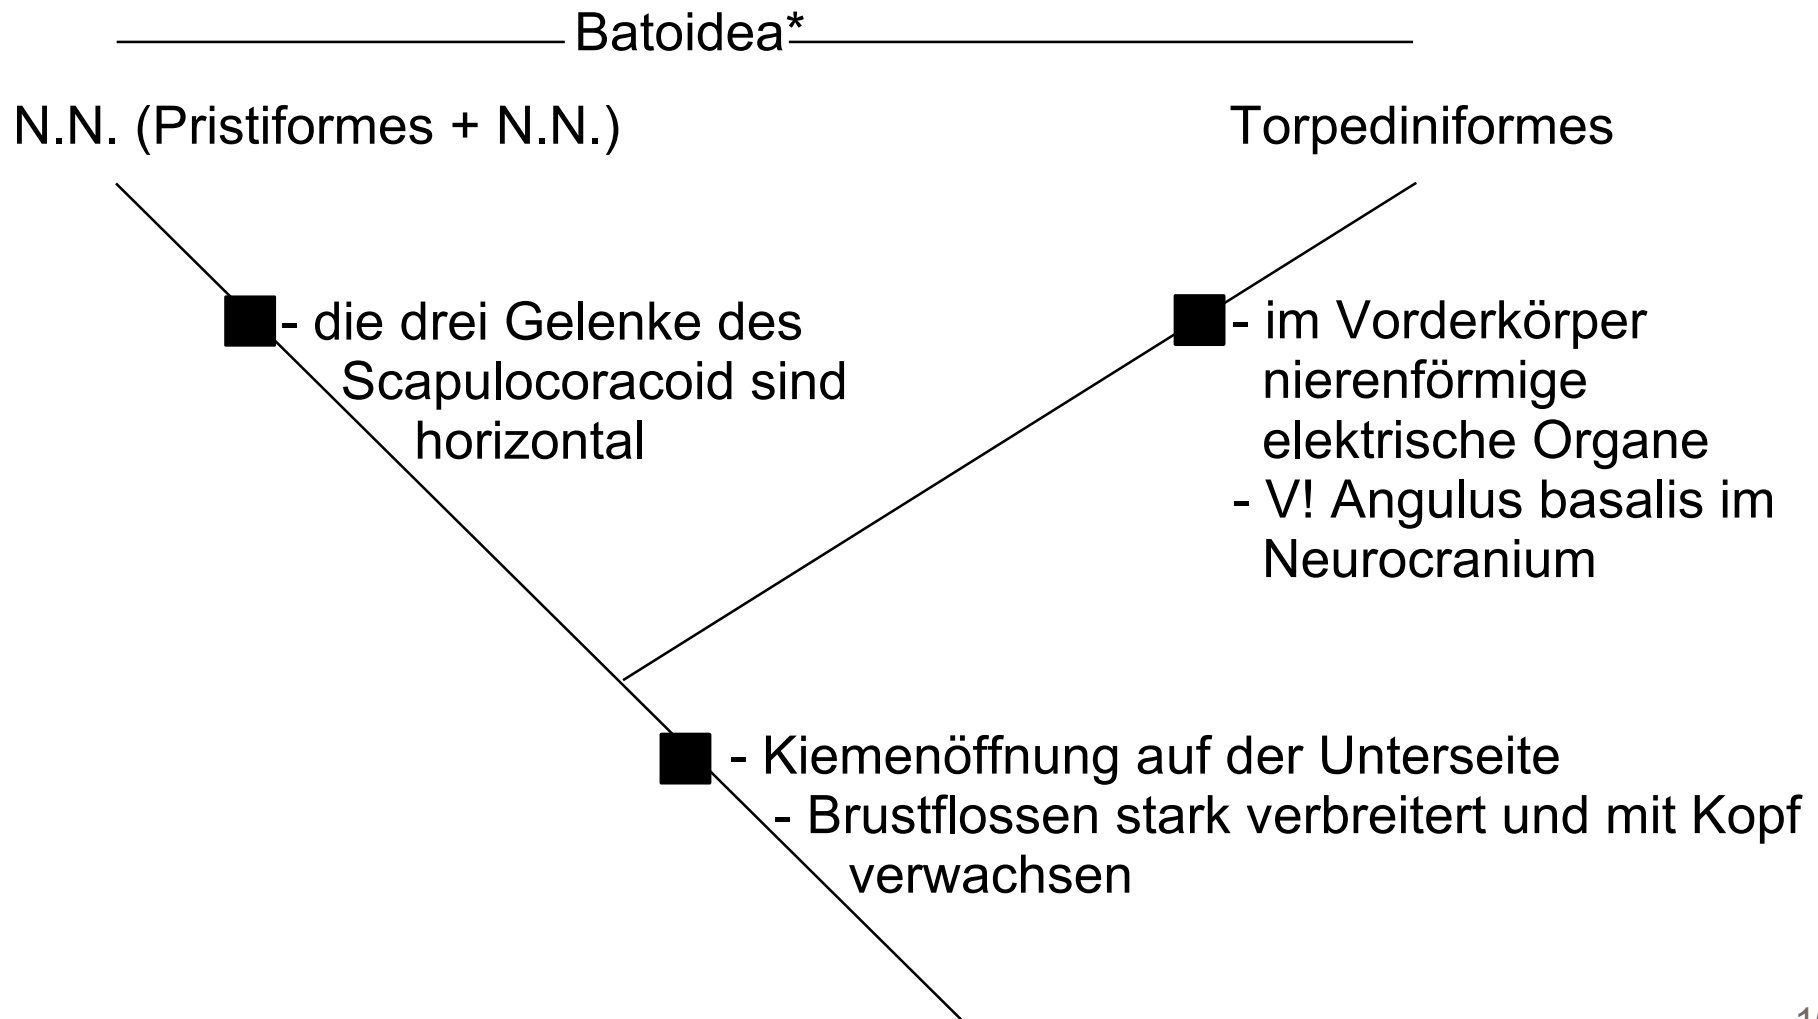 Batoidea*
N.N. (Pristiformes + N.N.)
Torpediniformes
- die drei Gelenke des
Scapulocoracoid sind
horizontal
- im Vorderkörper
nierenförmige
elektrische Organe
- V! Angulus basalis im
Neurocranium
- Kiemenöffnung auf der Unterseite
- Brustflossen stark verbreitert und mit Kopf
verwachsen